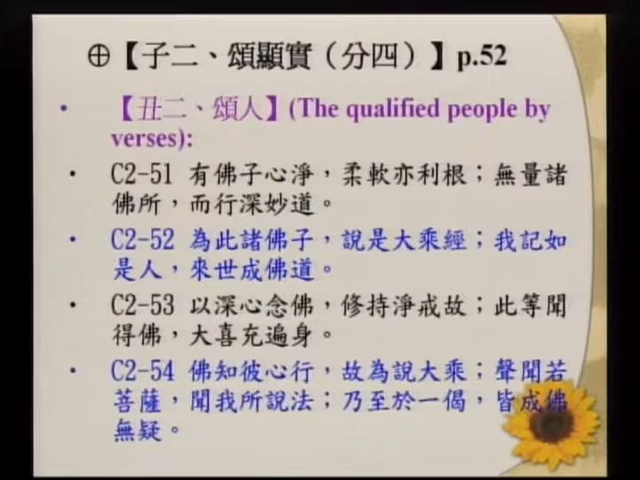 ⊕【子二、頌顯實（分四）】p.52
• 【丑二、頌人】(The qualified people by
verses):
• C2-51 有佛子心淨，柔軟亦利根；無量諸
佛所，而行深妙道。
• C2-52 為此諸佛子，說是大乘經；我記如
是人，來世成佛道。
• C2-53 以深心念佛，修持淨戒故；此等聞
得佛，大喜充遍身。
• C2-54 佛知彼心行，故為說大乘；聲聞若
菩薩，聞我所說法；乃至於一偈，皆成佛
無疑。